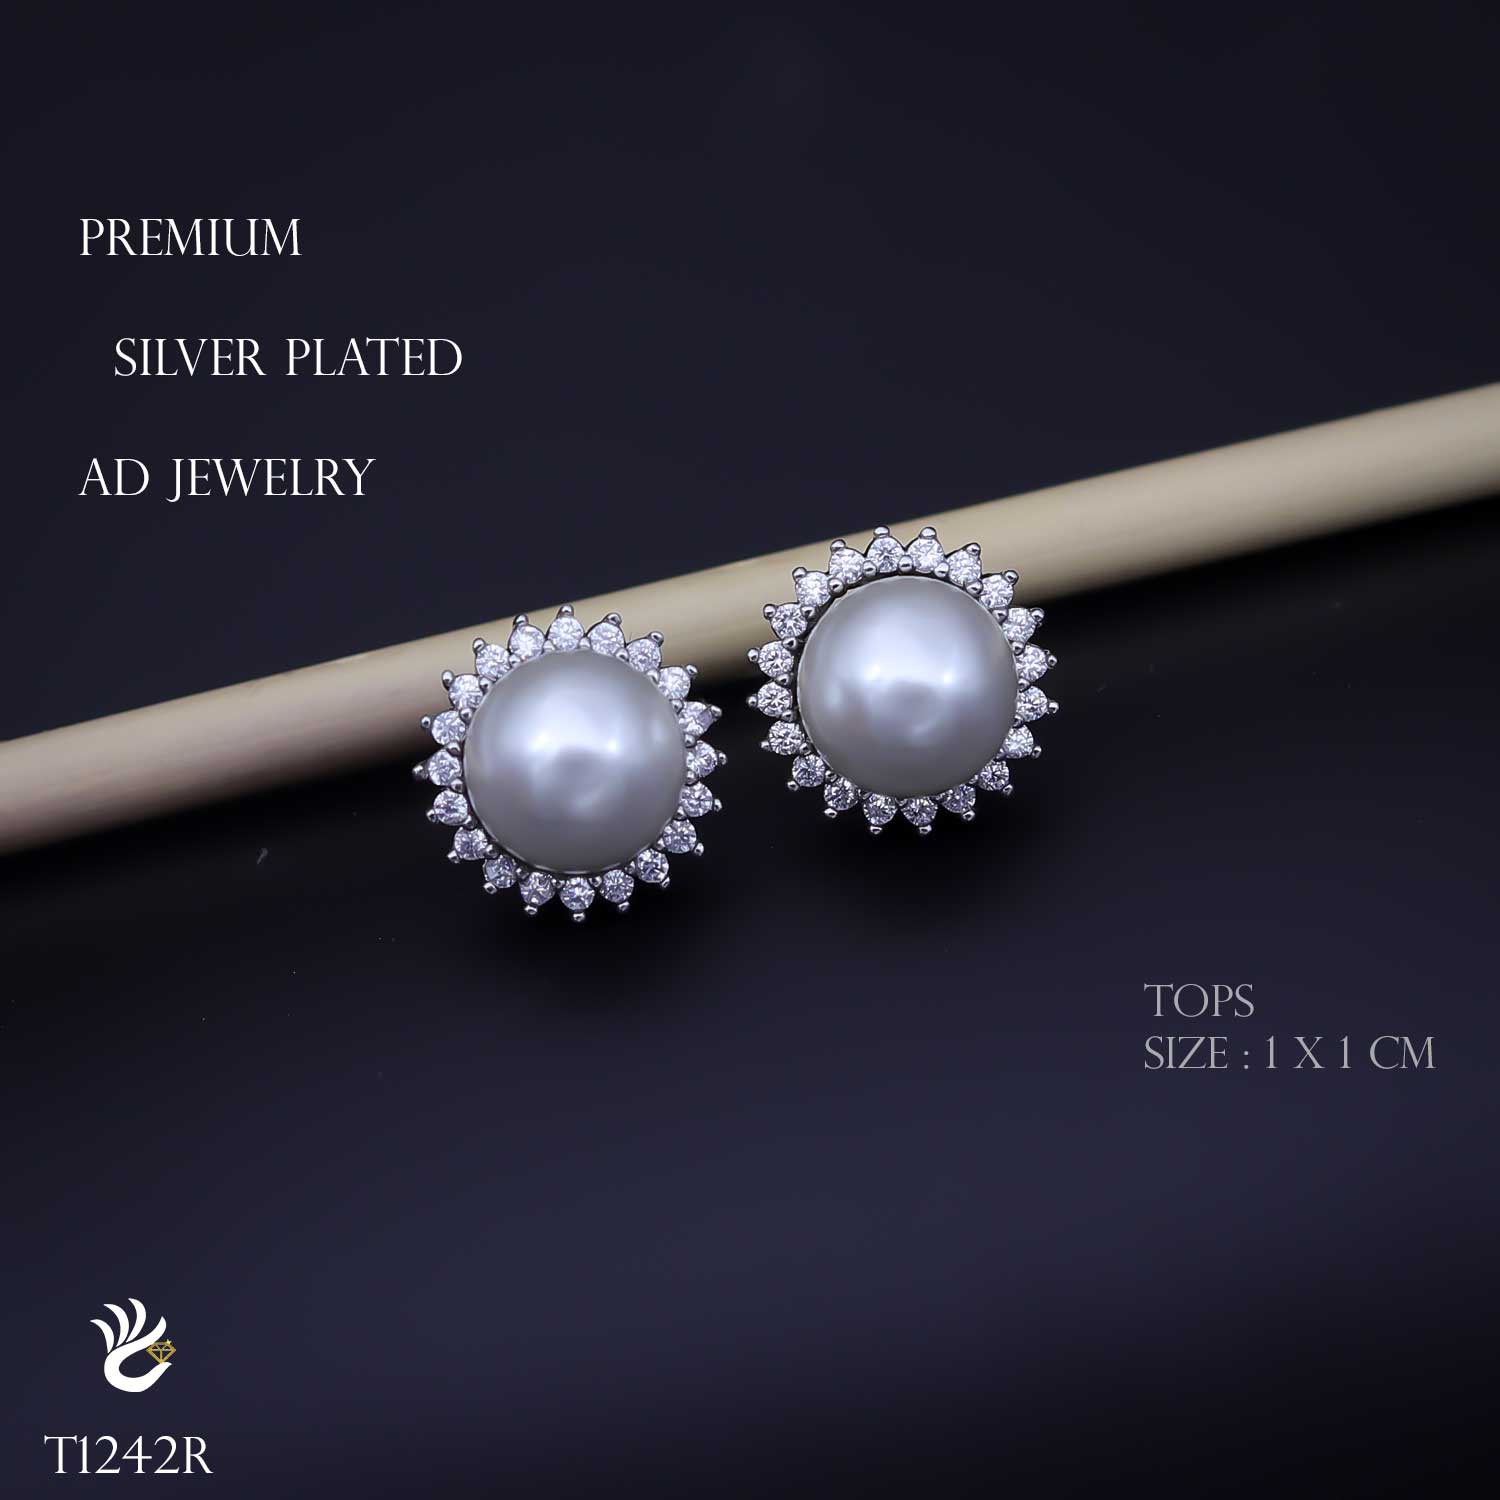 PREMIUM
SILVER PLATED
AD JEWELRY
TOPS
SIZE : 1 X 1 CM
T1242R